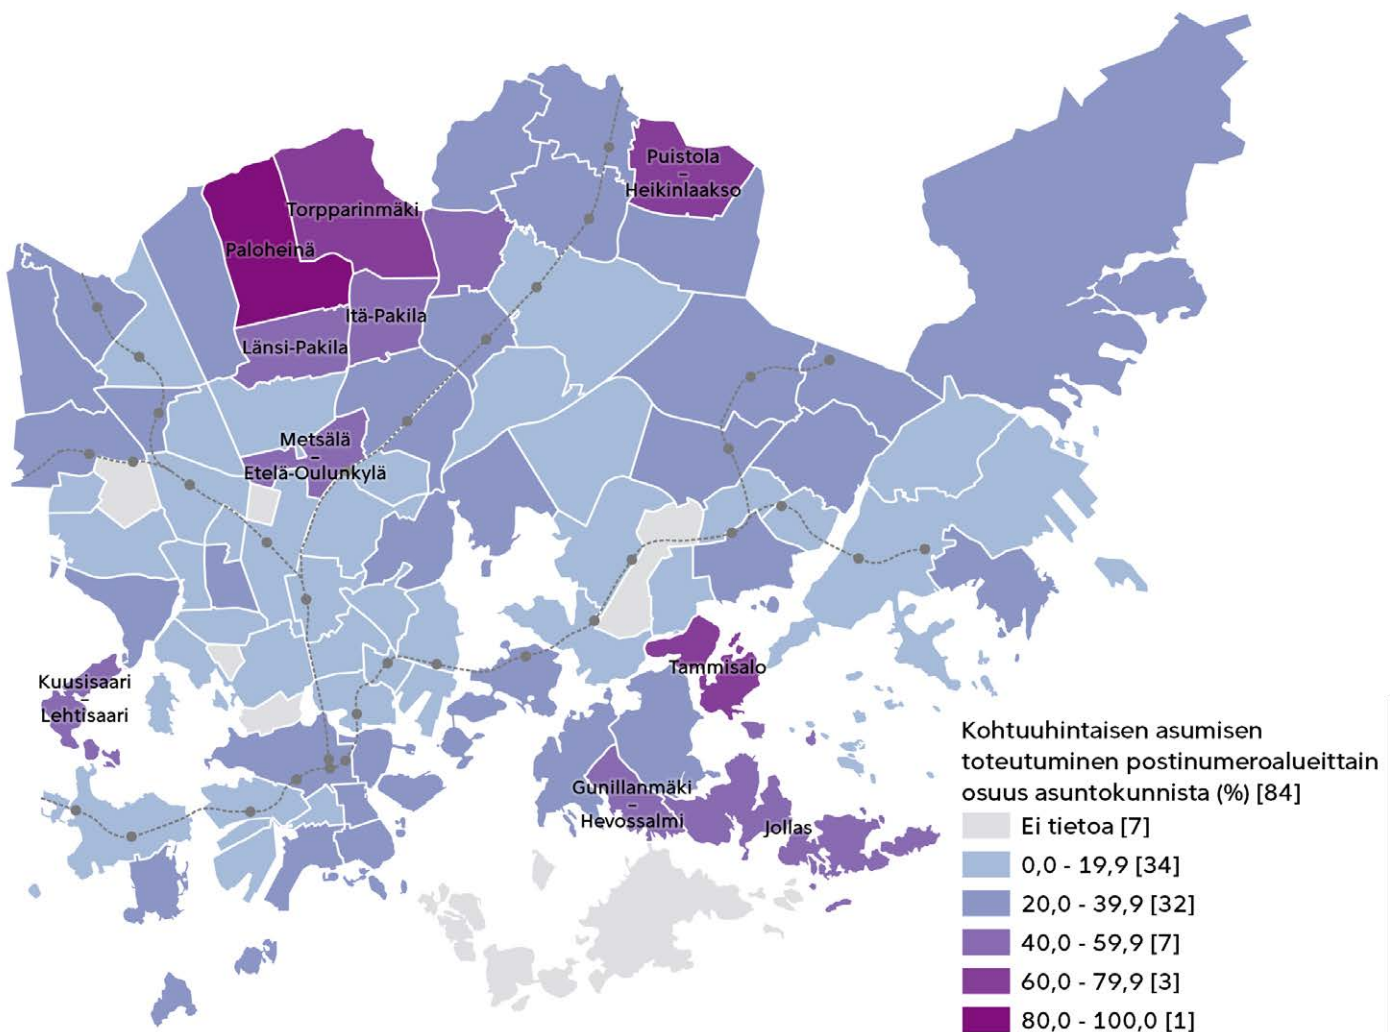 Puistola
–
Heikinlaakso
Torpparinmäki
Paloheinä
Itä-Pakila
Länsi-Pakila
Metsälä
–
Etelä-Oulunkylä
Tammisalo
Kuusisaari
–
Lehtisaari
Gunillanmäki
–
Hevossalmi
Jollas
Kohtuuhintaisen asumisen
toteutuminen postinumeroalueittain
osuus asuntokunnista (%) [84]
Ei tietoa [7]
0,0 - 19,9 [34]
20,0 - 39,9 [32]
40,0 - 59,9 [7]
60,0 - 79,9 [3]
80,0 - 100,0 [1]